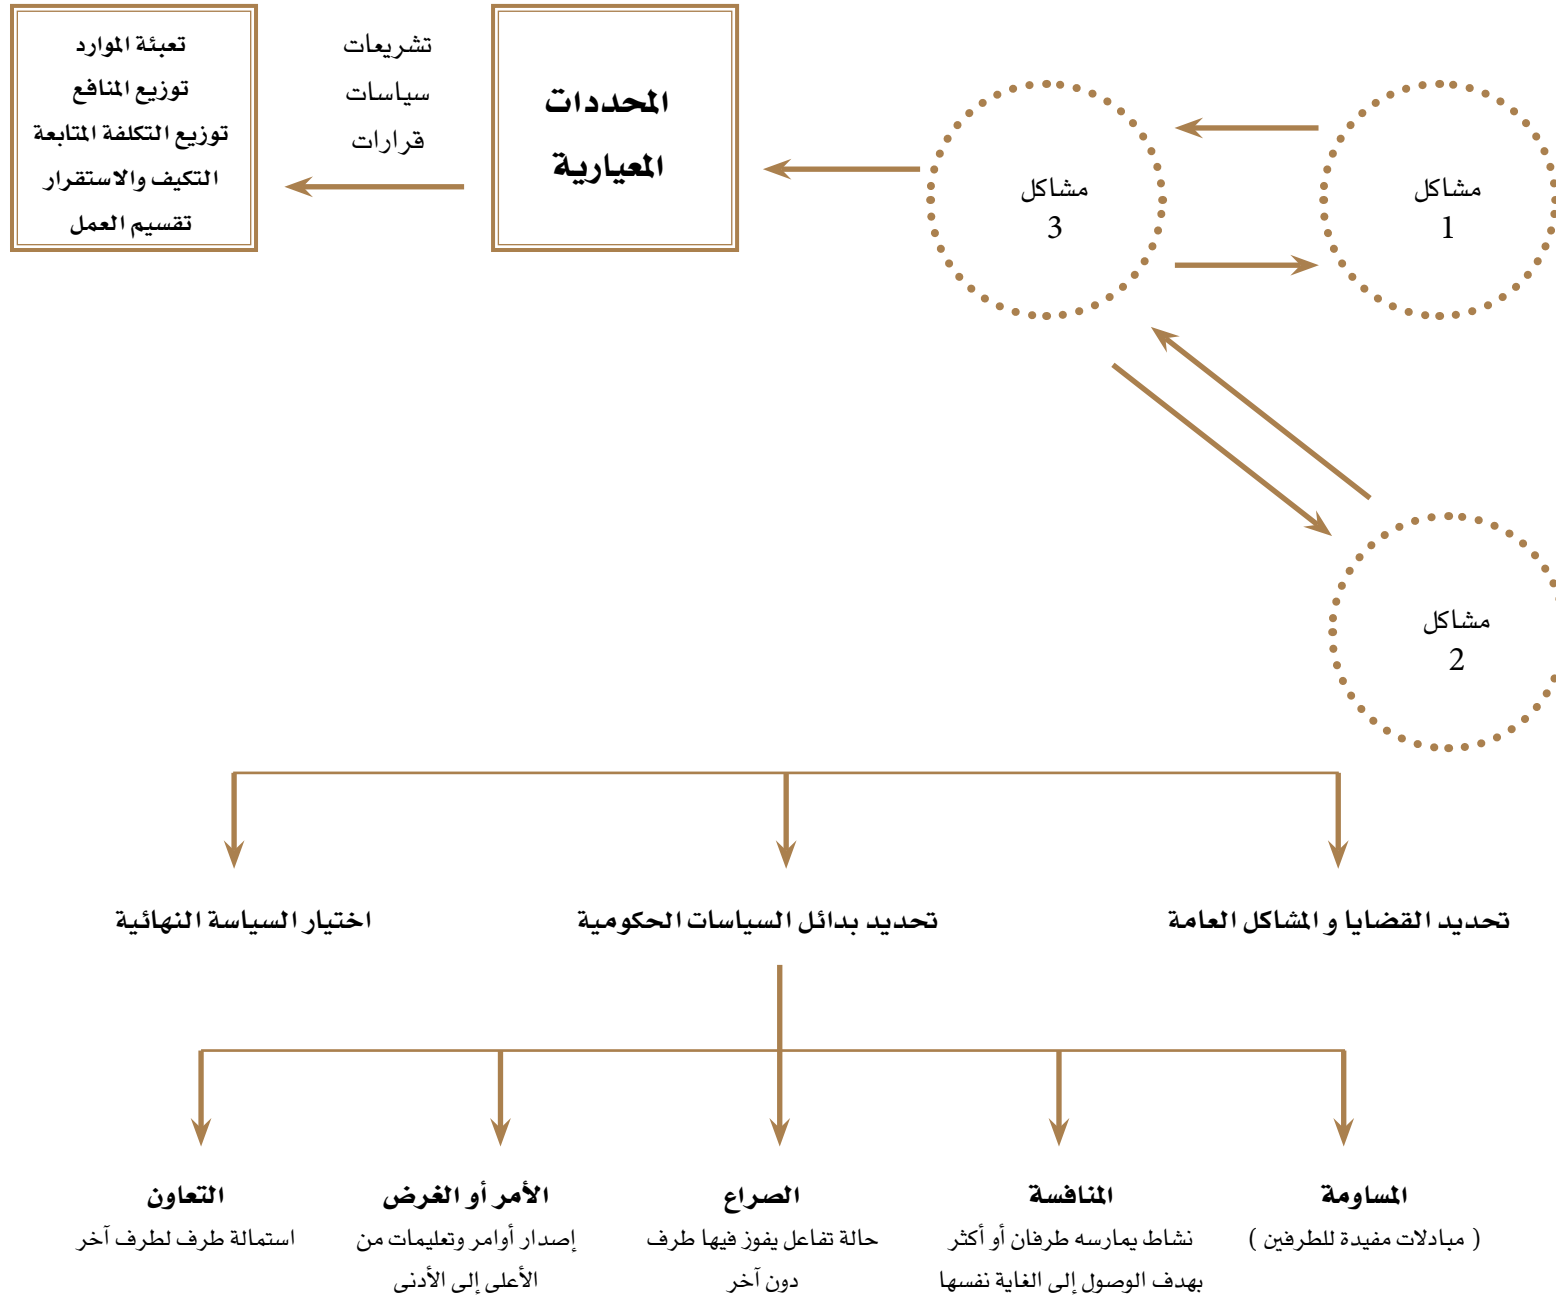 مشاكل
1
مشاكل
3
المحددات
المعيارية
تشريعات
سياسات
قرارات
تعبئة الموارد
توزيع المنافع
توزيع التكلفة المتابعة
التكيف والاستقرار
تقسيم العمل
مشاكل
2
تحديد القضايا و المشاكل العامة
تحديد بدائل السياسات الحكومية
اختيار السياسة النهائية
المساومة
( مبادلات مفيدة للطرفين )
المنافسة
نشاط يمارسه طرفان أو أكثر
بهدف الوصول إلى الغاية نفسها
الصراع
حالة تفاعل يفوز فيها طرف
دون آخر
الأمر أو الغرض
إصدار أوامر وتعليمات من
الأعلى إلى الأدنى
التعاون
استمالة طرف لطرف آخر